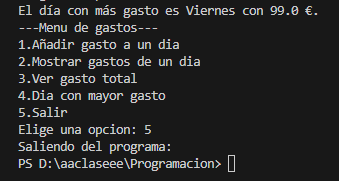 El día con más gasto es Viernes con 99.0 €.
---Menu de gastos---
1.Añadir gasto a un dia
2.Mostrar gastos de un dia
3.Ver gasto total
4.Dia con mayor gasto
5.Salir
Elige una opcion: 5
Saliendo del programa:
PS D:\aaclaseee\Programacion>